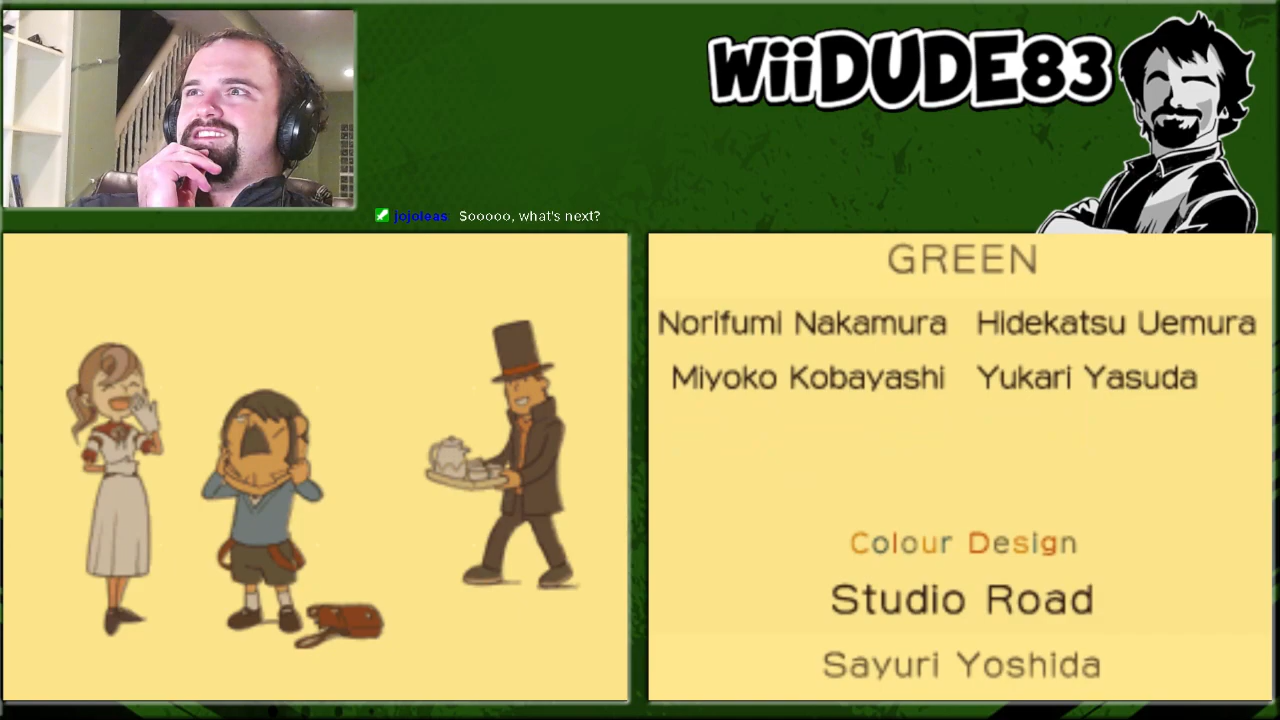 WiiDUDE83
jojoleas: Sooooo, what's next?
GREEN
Norifumi Nakamura Hidekatsu Uemura
Miyoko Kobayashi Yukari Yasuda
Colour Design
Studio Road
Sayuri Yoshida